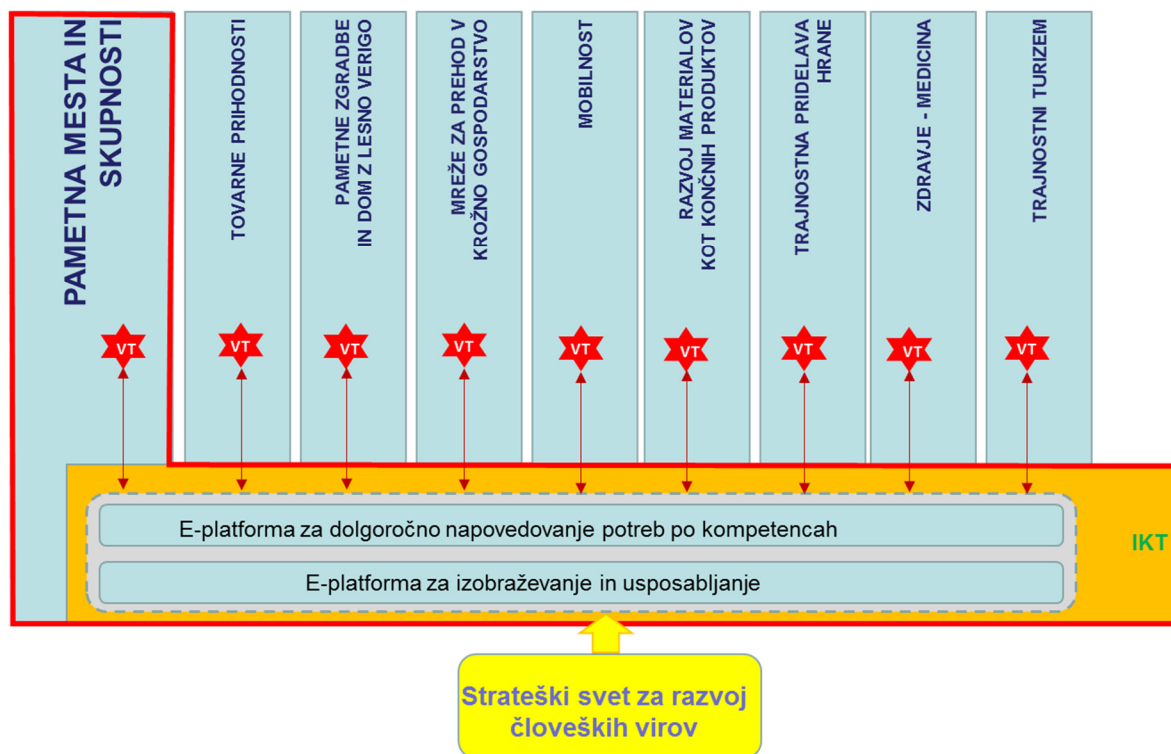 PAMETNA MESTA IN
SKUPNOSTI
TOVARNE PRIHODNOSTI
PAMETNE ZGRADBE
IN DOM Z LESNO VERIGO
MREŽE ZA PREHOD V
KROŽNO GOSPODARSTVO
MOBILNOST
RAZVOJ MATERIALOV
KOT KONČNIH PRODUKTOV
TRAJNOSTNA PRIDELAVA
HRANE
ZDRAVJE - MEDICINA
TRAJNOSTNI TURIZEM
VT
VT
VT
VT
VT
VT
VT
VT
VT
E-platforma za dolgoročno napovedovanje potreb po kompetencah
IKT
E-platforma za izobraževanje in usposabljanje
Strateški svet za razvoj
človeških virov